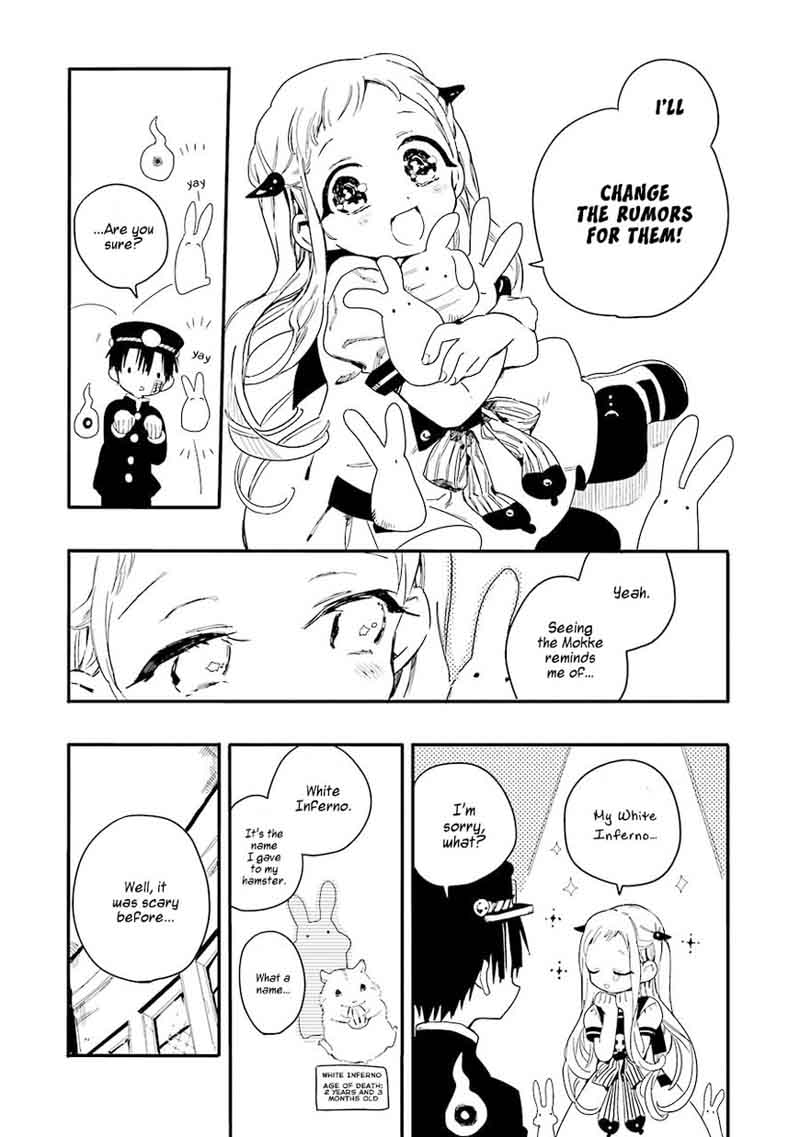 I'LL
CHANGE
THE RUMORS
FOR THEM!
yay
...Are you
sure?
yay
Yeah.
Seeing
the Mokke
reminds
me of...
My White
Inferno...
I'm
sorry,
what?
White
Inferno.
It's the
name
I gave
to my
hamster.
What a
name...
WHITE INFERNO
AGE OF DEATH:
2 YEARS AND 3
MONTHS OLD
Well, it
was scary
before...